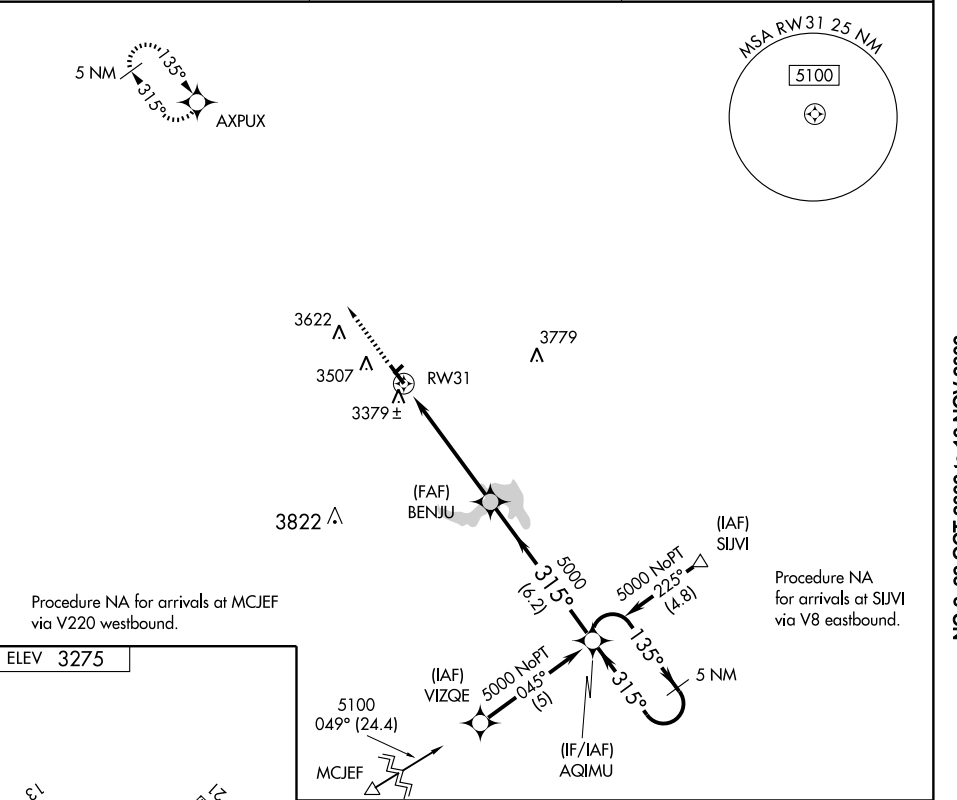 MSA RW31 25 NM
5100
5 NM
135°
315°
AXPUX
3622
3779
3507
RW31
3379±
(FAF)
BENJU
3822
(IAF)
SIJVI
5000
315°
(6.2)
5000 NoPT
225°
(4.8)
Procedure NA
for arrivals at SIJVI
via V8 eastbound.
Procedure NA for arrivals at MCJEF
via V220 westbound.
135°
5 NM
315°
ELEV 3275
(IAF)
VIZQE
5000 NoPT
045°
(5)
5100
049° (24.4)
MCJEF
(IF/IAF)
AQIMU
13
21